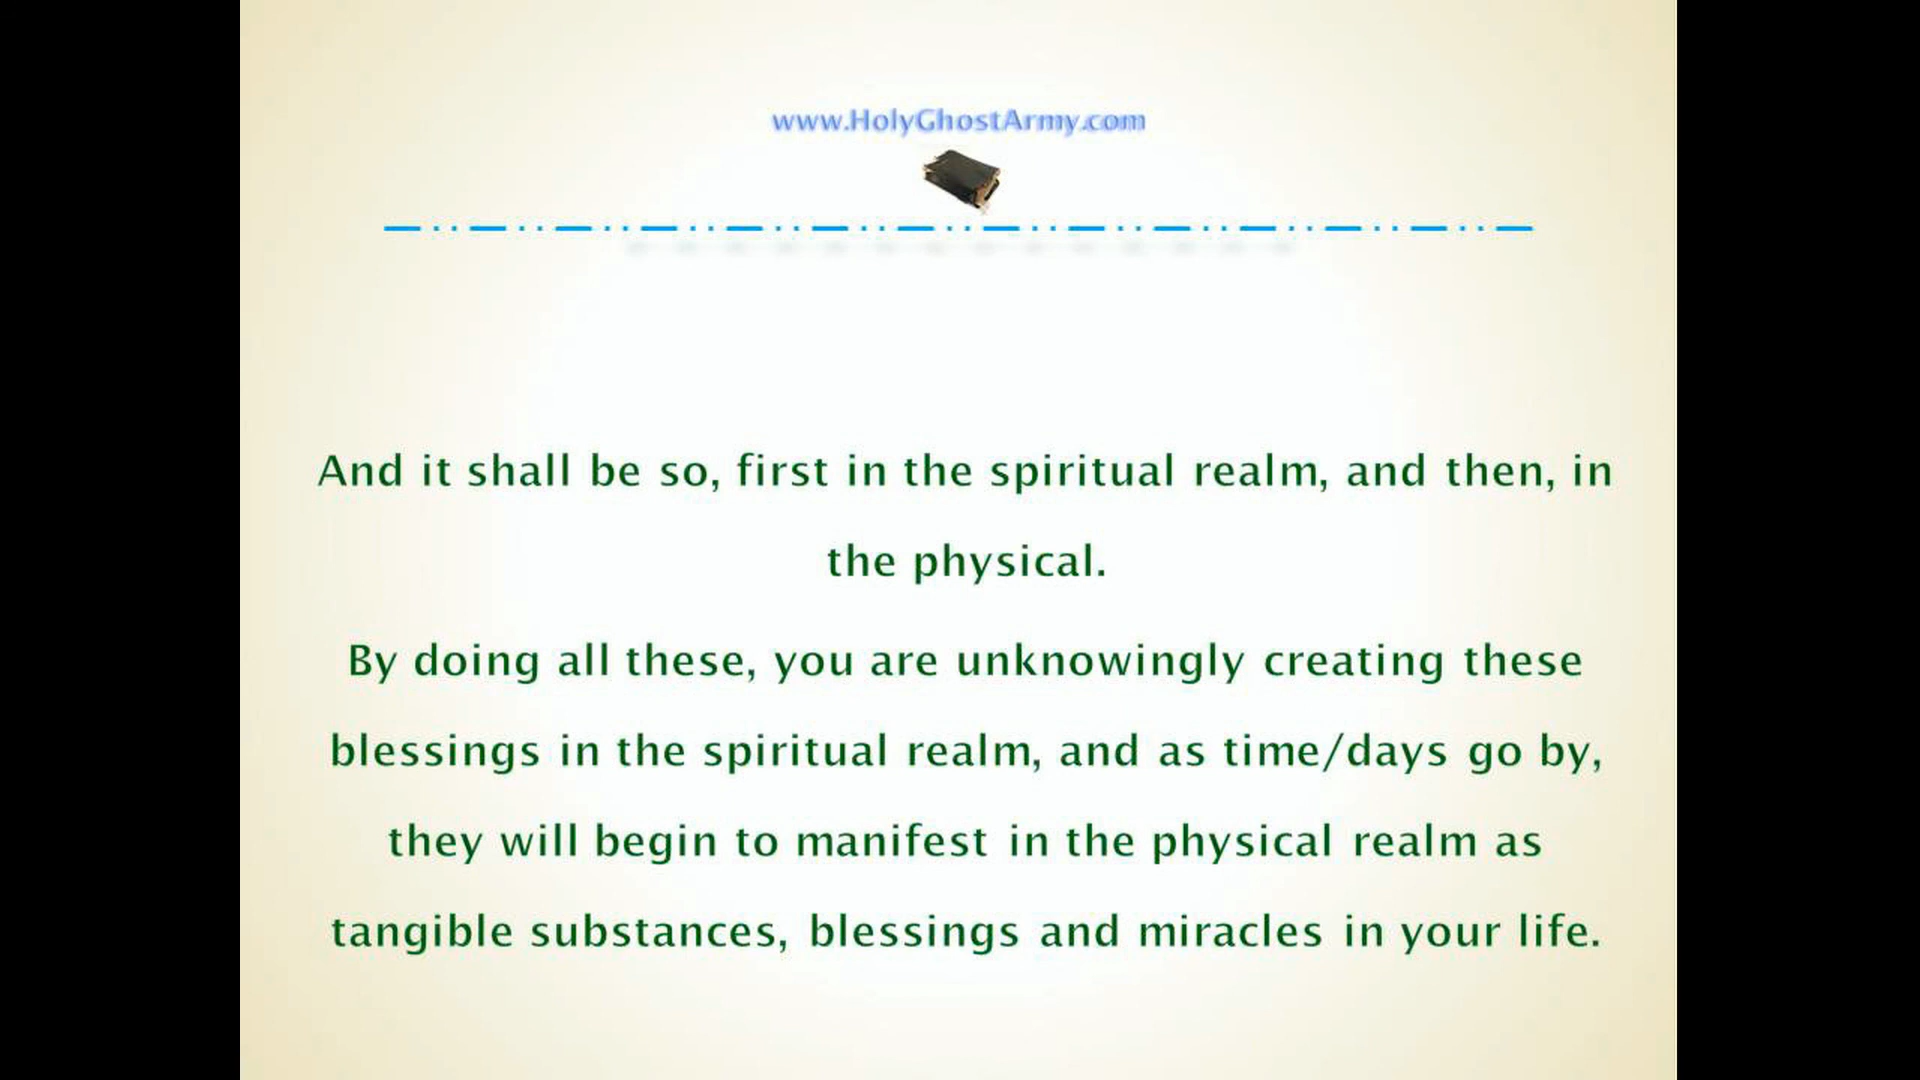 www.HolyGhostArmy.com
And it shall be so, first in the spiritual realm, and then, in
the physical.
By doing all these, you are unknowingly creating these
blessings in the spiritual realm, and as time/days go by,
they will begin to manifest in the physical realm as
tangible substances, blessings and miracles in your life.